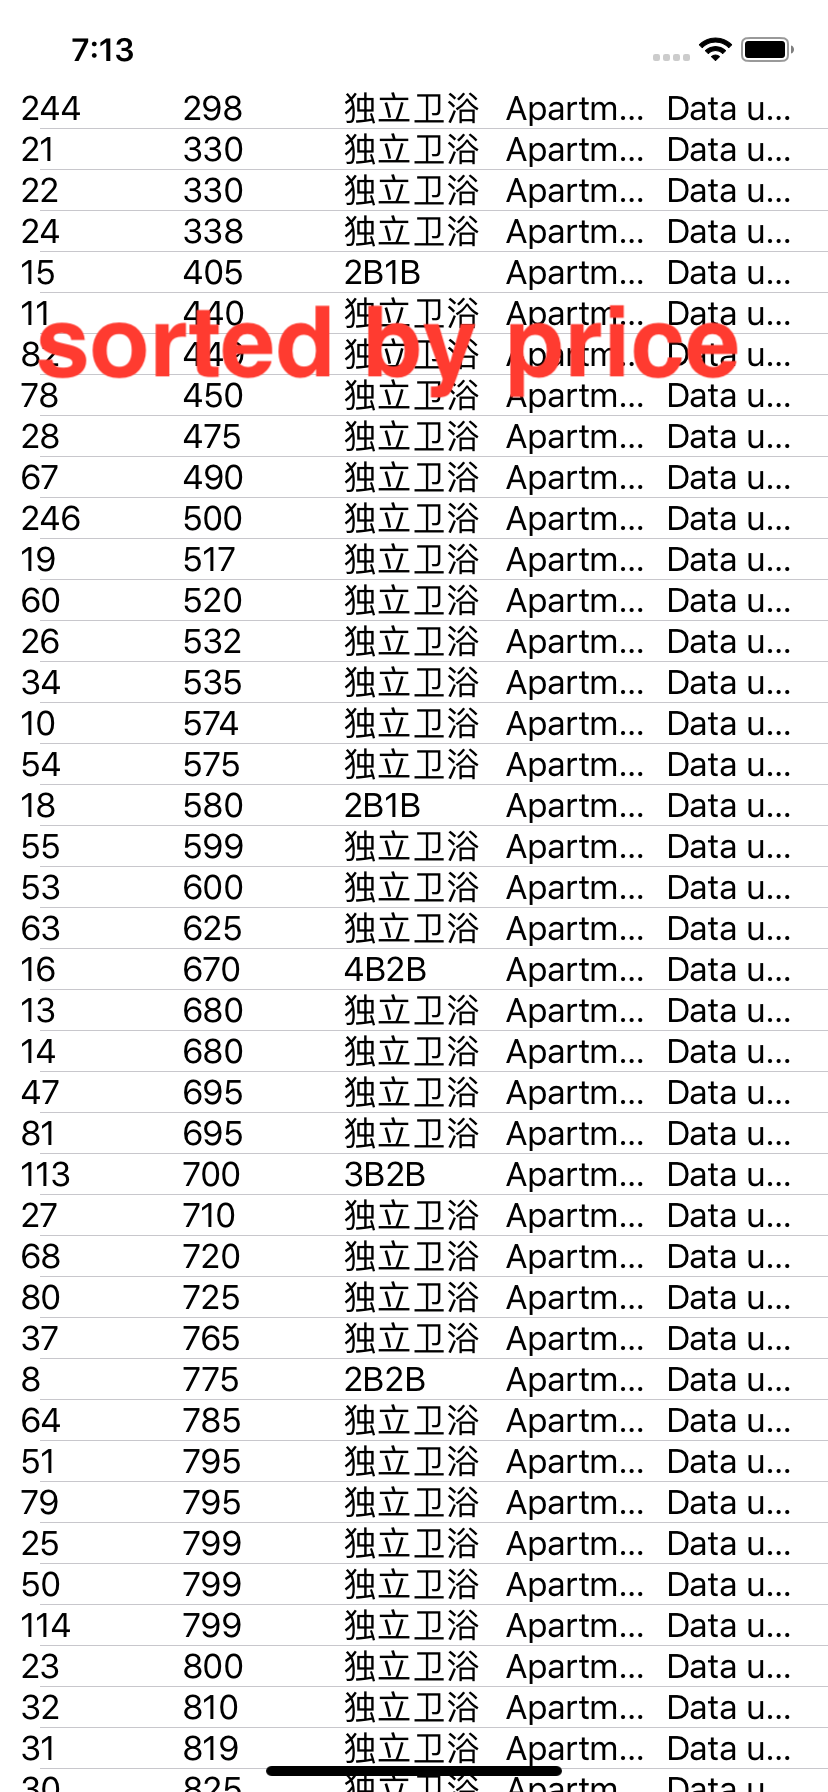 7:13
244 298 独立卫浴 Apartm... Data u...
21 330 独立卫浴 Apartm... Data u...
22 330 独立卫浴 Apartm... Data u...
24 338 独立卫浴 Apartm... Data u...
15 405 2B1B Apartm... Data u...
11 440 独立卫浴 Apartm... Data u...
sorted by price
82 449 独立卫浴 Apartm... Data u...
78 450 独立卫浴 Apartm... Data u...
28 475 独立卫浴 Apartm... Data u...
67 490 独立卫浴 Apartm... Data u...
246 500 独立卫浴 Apartm... Data u...
19 517 独立卫浴 Apartm... Data u...
60 520 独立卫浴 Apartm... Data u...
26 532 独立卫浴 Apartm... Data u...
34 535 独立卫浴 Apartm... Data u...
10 574 独立卫浴 Apartm... Data u...
54 575 独立卫浴 Apartm... Data u...
18 580 2B1B Apartm... Data u...
55 599 独立卫浴 Apartm... Data u...
53 600 独立卫浴 Apartm... Data u...
63 625 独立卫浴 Apartm... Data u...
16 670 4B2B Apartm... Data u...
13 680 独立卫浴 Apartm... Data u...
14 680 独立卫浴 Apartm... Data u...
47 695 独立卫浴 Apartm... Data u...
81 695 独立卫浴 Apartm... Data u...
113 700 3B2B Apartm... Data u...
27 710 独立卫浴 Apartm... Data u...
68 720 独立卫浴 Apartm... Data u...
80 725 独立卫浴 Apartm... Data u...
37 765 独立卫浴 Apartm... Data u...
8 775 2B2B Apartm... Data u...
64 785 独立卫浴 Apartm... Data u...
51 795 独立卫浴 Apartm... Data u...
79 795 独立卫浴 Apartm... Data u...
25 799 独立卫浴 Apartm... Data u...
50 799 独立卫浴 Apartm... Data u...
114 799 独立卫浴 Apartm... Data u...
23 800 独立卫浴 Apartm... Data u...
32 810 独立卫浴 Apartm... Data u...
31 819 独立卫浴 Apartm... Data u...
30 825 独立卫浴 Apartm... Data u...